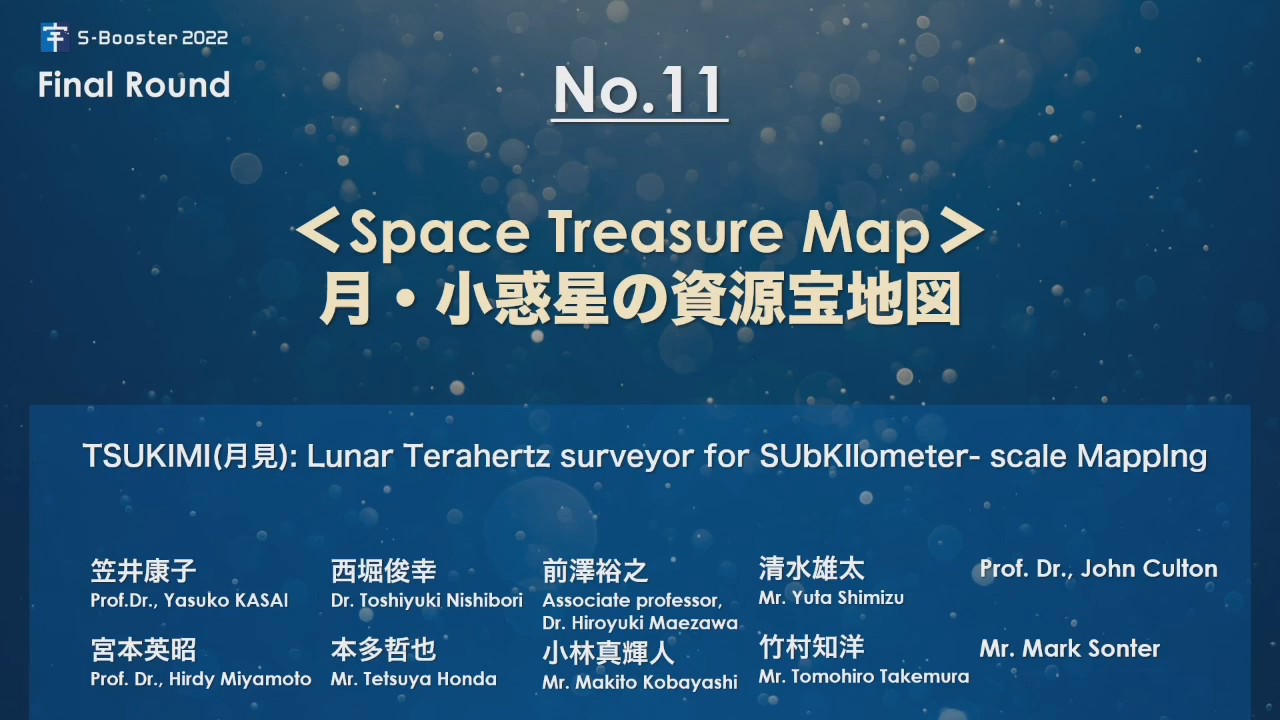 宇 S-Booster 2022
Final Round
No.11
＜Space Treasure Map＞
月・小惑星の資源宝地図
TSUKIMI(月見): Lunar Terahertz surveyor for SUbKIlometer- scale MappIng
笠井康子
Prof.Dr., Yasuko KASAI
西堀俊幸
Dr. Toshiyuki Nishibori
前澤裕之
Associate professor,
Dr. Hiroyuki Maezawa
清水雄太
Mr. Yuta Shimizu
Prof. Dr., John Culton
宮本英昭
Prof. Dr., Hirdy Miyamoto
本多哲也
Mr. Tetsuya Honda
小林真輝人
Mr. Makito Kobayashi
竹村知洋
Mr. Tomohiro Takemura
Mr. Mark Sonter